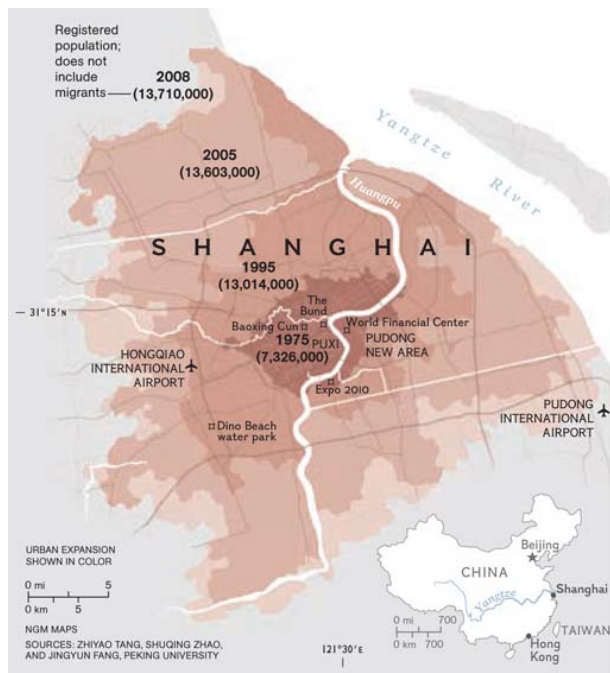 Registered
population;
does not
include
migrants
2008
(13,710,000)
2005
(13,603,000)
Yangtze
River
Huangpu
SHANGHAI
1995
(13,014,000)
31°15'N
The
Bund
Baoxing Cun
World Financial Center
1975
PUXI
(7,326,000)
PUDONG
NEW AREA
HONGQIAO
INTERNATIONAL
AIRPORT
Expo 2010
PUDONG
INTERNATIONAL
AIRPORT
Dino Beach
water park
URBAN EXPANSION
SHOWN IN COLOR
0 mi 5
0 km 5
NGM MAPS
SOURCES: ZHIYAO TANG, SHUQING ZHAO,
AND JINGYUN FANG, PEKING UNIVERSITY
121°30'E
Beijing
CHINA
Yangtze
Shanghai
TAIWAN
Hong
Kong
0 mi 700
0 km 700